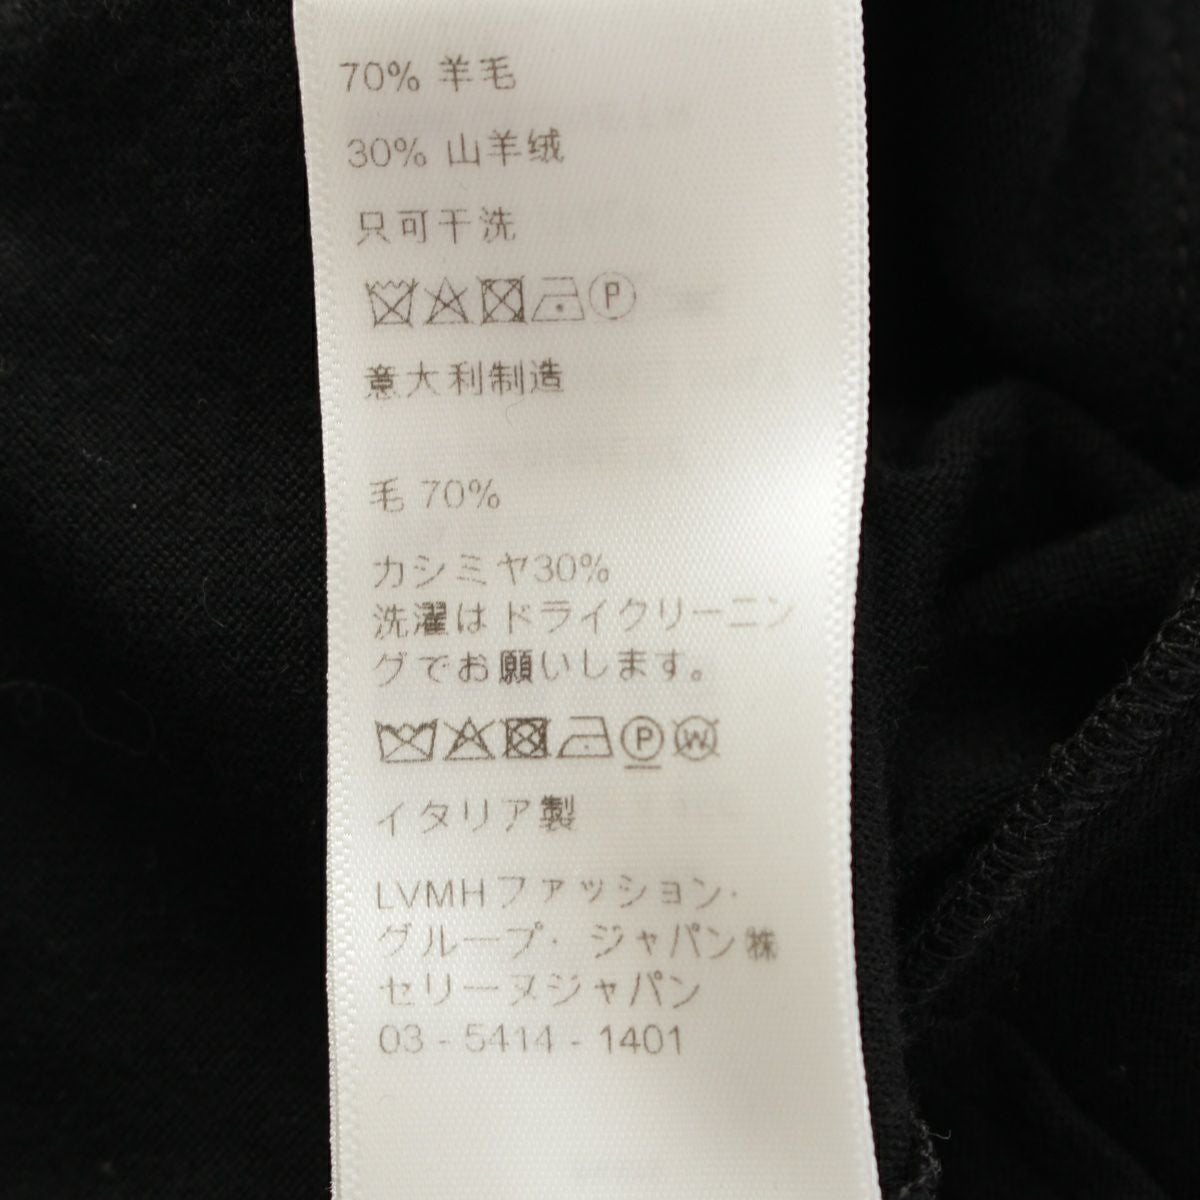 70% 羊毛
30% 山羊绒
只可干洗
P
意大利制造
毛 70%
カシミヤ30%
洗濯はドライクリーニン
グでお願いします。
P W
イタリア製
LVMHファッション・
グループ・ジャパン㈱
セリーヌジャパン
03 - 5414 - 1401